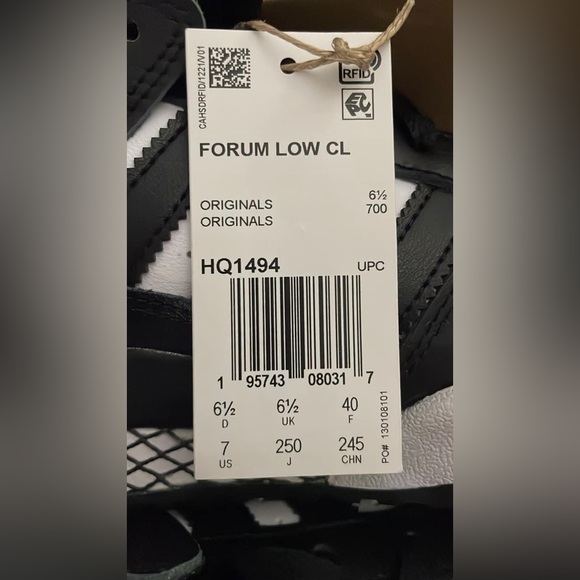 CAHSDRFID/1221/V01
RFID
EPC
FORUM LOW CL
ORIGINALS 6½
ORIGINALS 700
HQ1494 UPC
1 95743 08031 7
6½ 6½ 40
D UK F
7 250 245
US J CHN
PO# 130108101